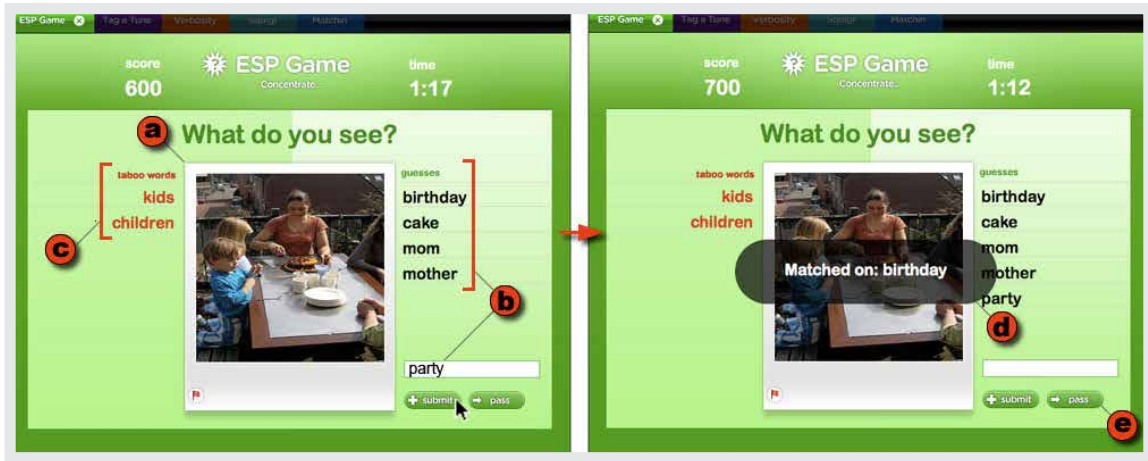 ESP Game
Tag a Tune
Verbosity
Squigl
Matchin
score
600
ESP Game
Concentrate...
time
1:17
a
What do you see?
taboo words
kids
children
c
guesses
birthday
cake
mom
mother
b
party
submit
pass
ESP Game
Tag a Tune
Verbosity
Squigl
Matchin
score
700
ESP Game
Concentrate...
time
1:12
What do you see?
taboo words
kids
children
guesses
birthday
cake
mom
mother
party
Matched on: birthday
d
submit
pass
e